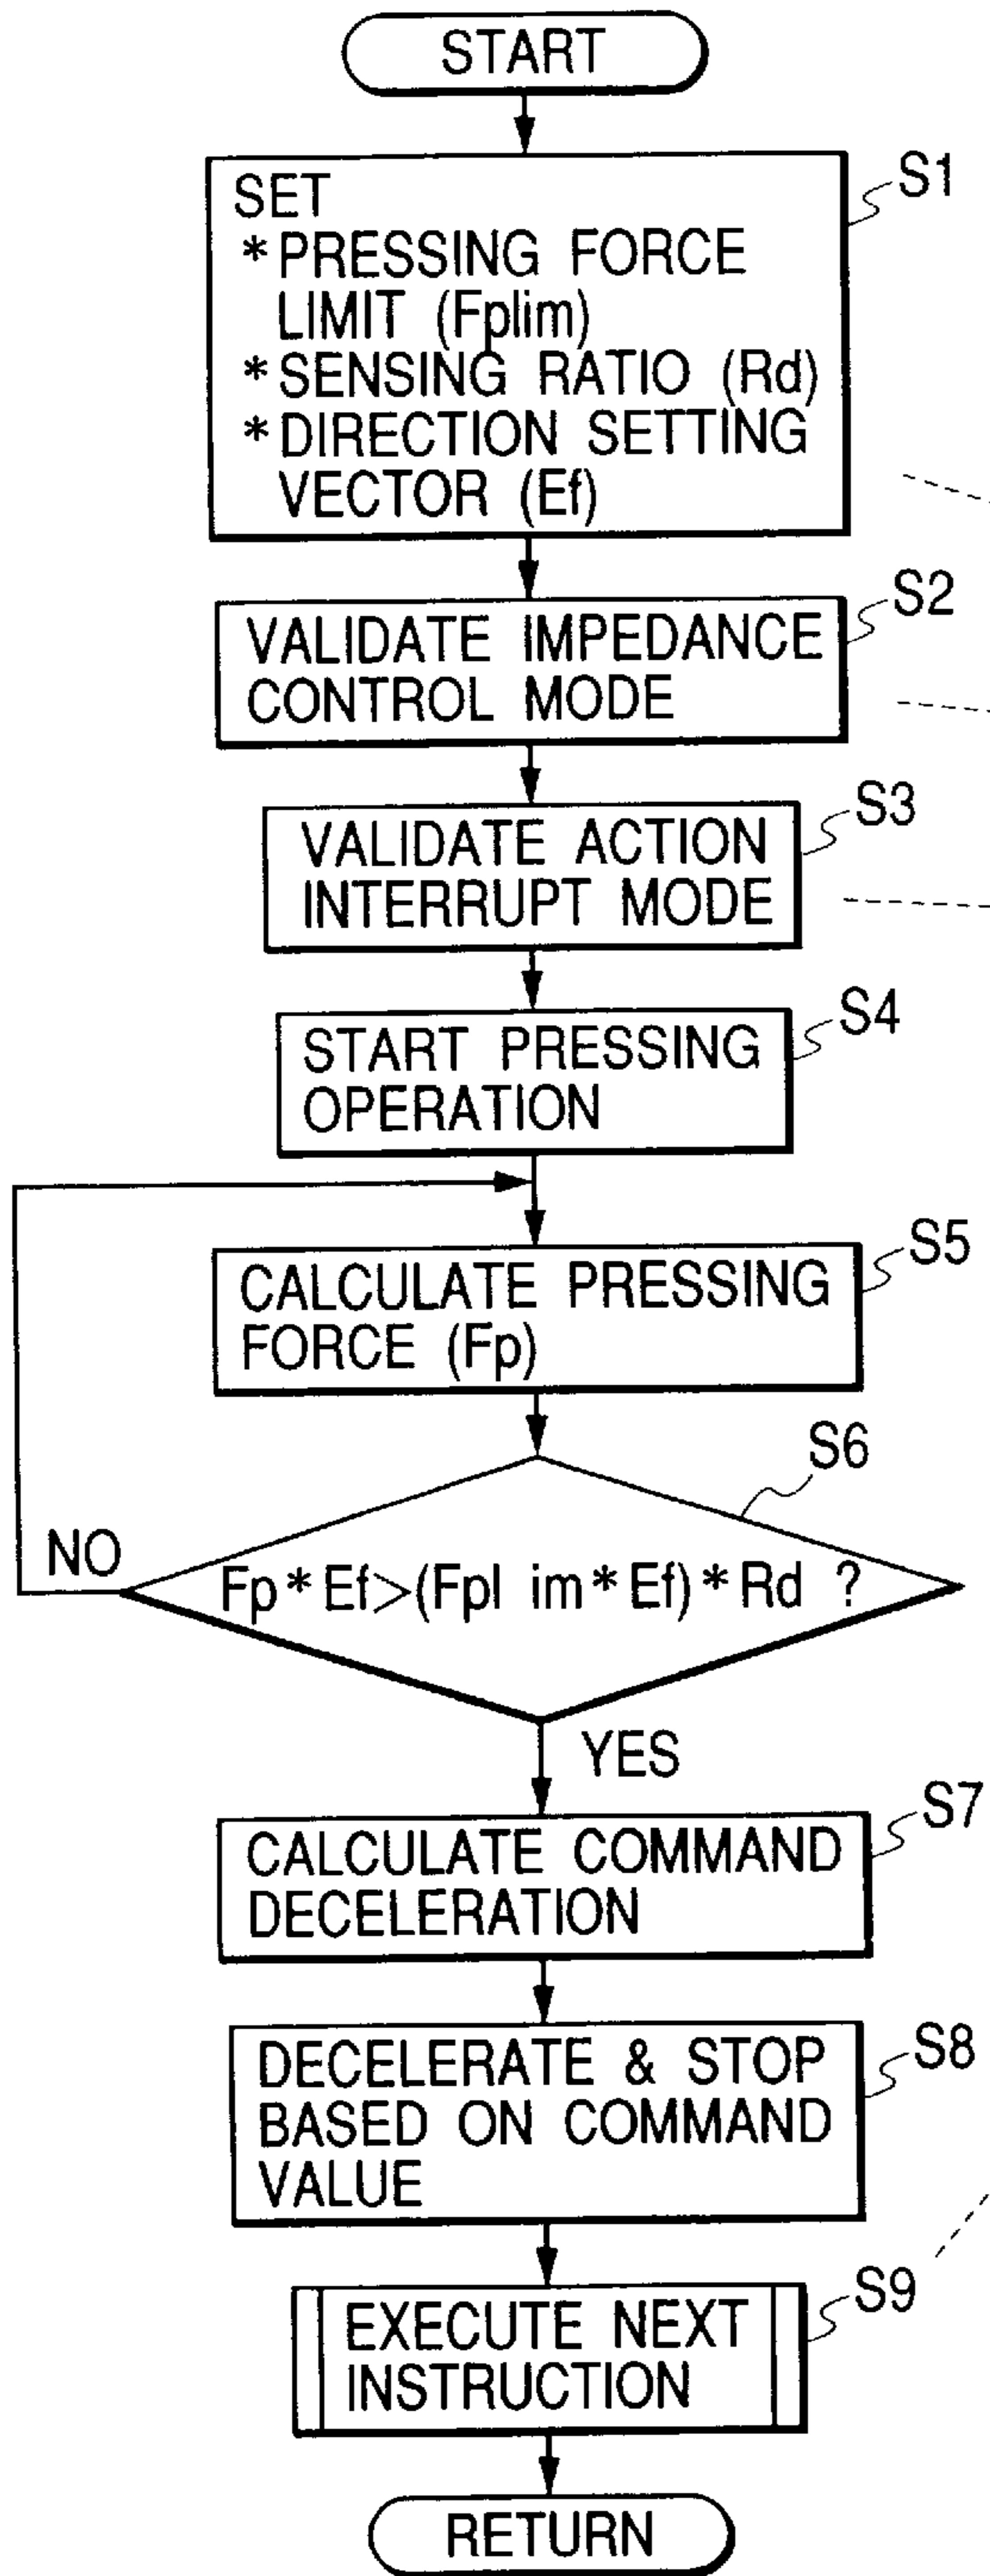 START
S1
SET
* PRESSING FORCE
LIMIT (Fplim)
* SENSING RATIO (Rd)
* DIRECTION SETTING
VECTOR (Ef)
S2
VALIDATE IMPEDANCE
CONTROL MODE
S3
VALIDATE ACTION
INTERRUPT MODE
S4
START PRESSING
OPERATION
S5
CALCULATE PRESSING
FORCE (Fp)
S6
NO
Fp * Ef>(Fpl im * Ef) * Rd ?
YES
S7
CALCULATE COMMAND
DECELERATION
S8
DECELERATE & STOP
BASED ON COMMAND
VALUE
S9
EXECUTE NEXT
INSTRUCTION
RETURN